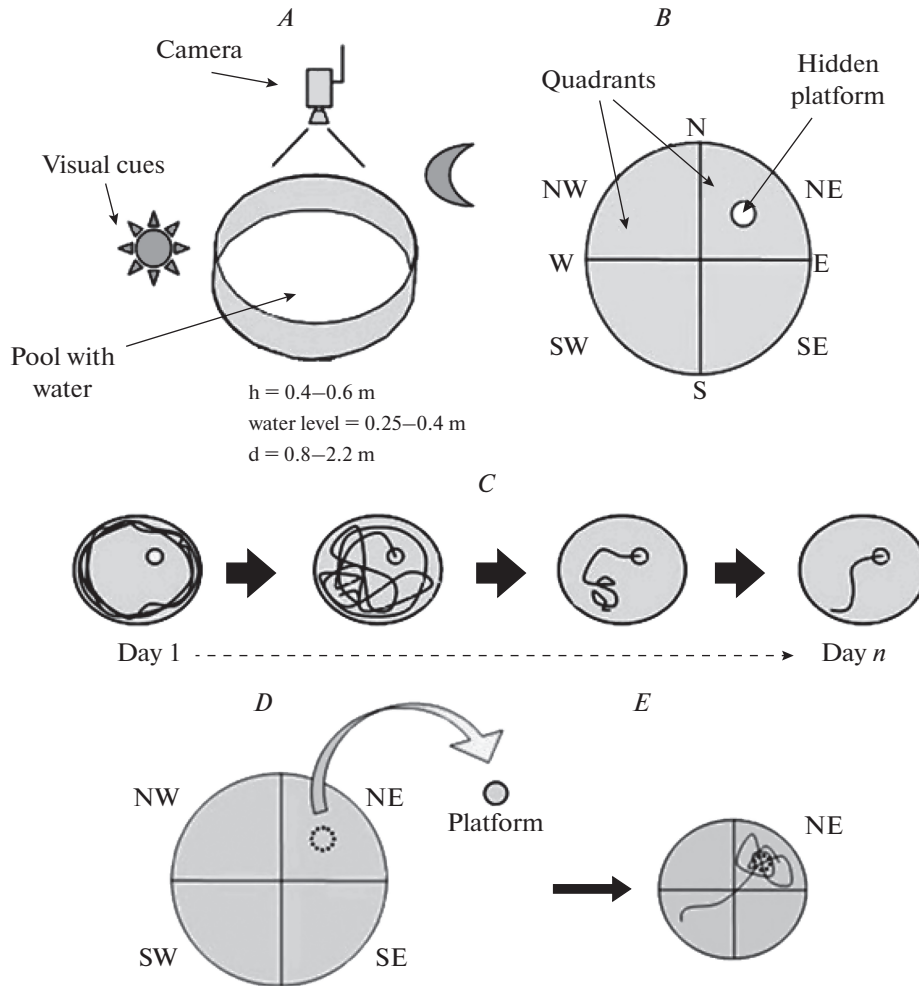 A
Camera
Visual cues
Pool with
water
h = 0.4–0.6 m
water level = 0.25–0.4 m
d = 0.8–2.2 m
B
Quadrants
Hidden
platform
N
NW
NE
W
E
SW
SE
S
C
Day 1
Day n
D
NW
NE
SW
SE
Platform
E
NE